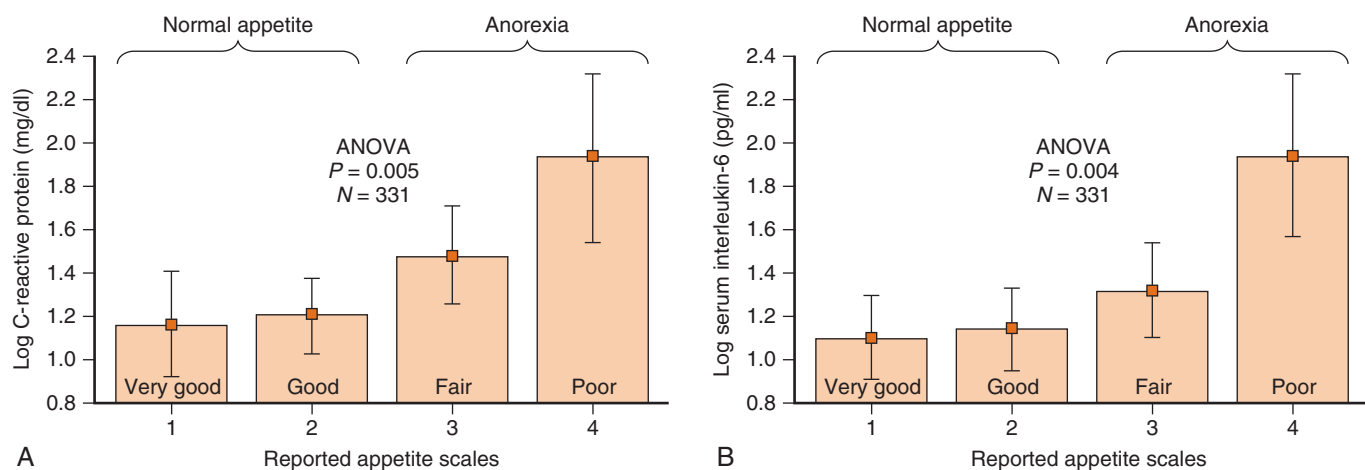 Normal appetite
Anorexia
2.4
2.2
2.0
1.8
1.6
1.4
1.2
1.0
0.8
Log C-reactive protein (mg/dl)
ANOVA
P = 0.005
N = 331
Very good
Good
Fair
Poor
1 2 3 4
A
Reported appetite scales
Normal appetite
Anorexia
2.4
2.2
2.0
1.8
1.6
1.4
1.2
1.0
0.8
Log serum interleukin-6 (pg/ml)
ANOVA
P = 0.004
N = 331
Very good
Good
Fair
Poor
1 2 3 4
B
Reported appetite scales